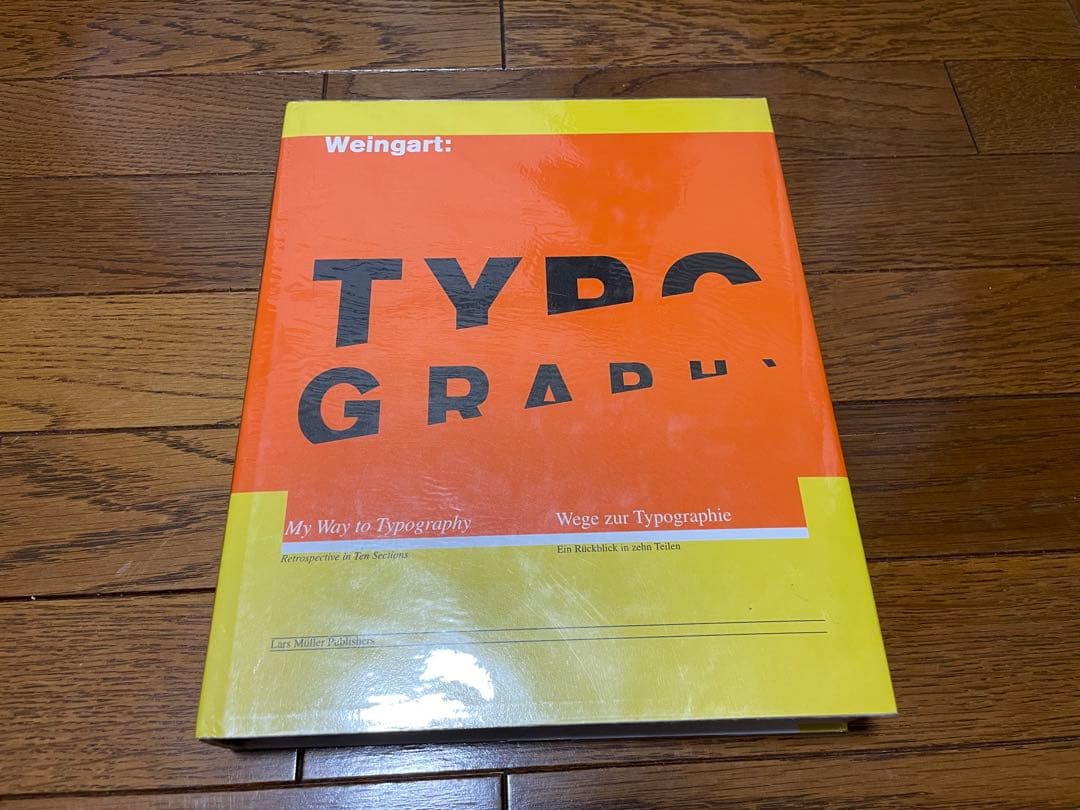 Weingart:
TYPO
GRAPHY
My Way to Typography
Wege zur Typographie
Retrospective in Ten Sections
Ein Rückblick in zehn Teilen
Lars Müller Publishers